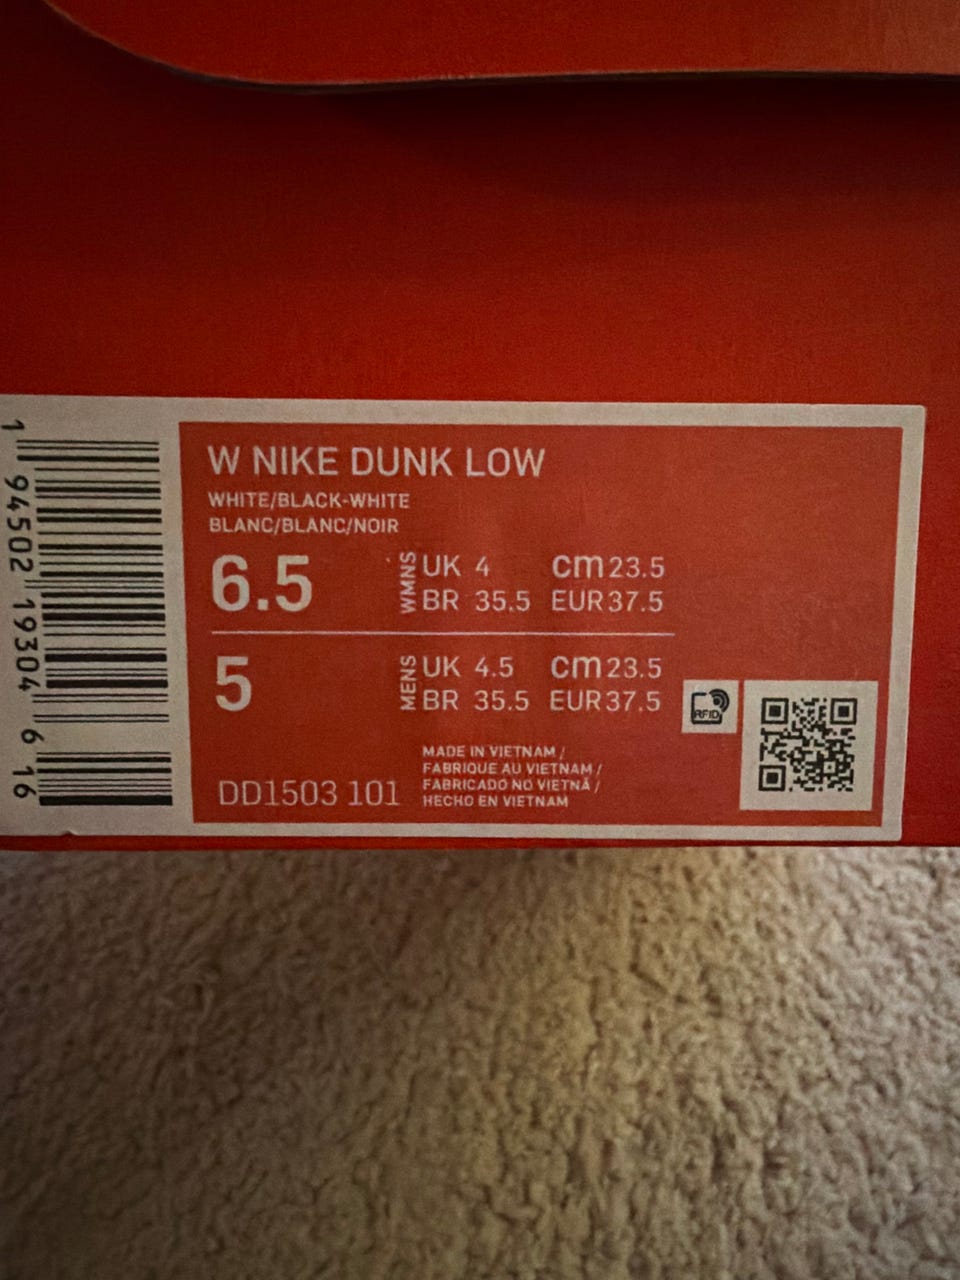 W NIKE DUNK LOW
WHITE/BLACK-WHITE
BLANC/BLANC/NOIR
6.5 WMNS UK 4 cm 23.5
BR 35.5 EUR 37.5
5 MENS UK 4.5 cm 23.5
BR 35.5 EUR 37.5
RFID
MADE IN VIETNAM /
FABRIQUE AU VIETNAM /
FABRICADO NO VIETNÃ /
HECHO EN VIETNAM
DD1503 101
1 94502 19304 6 16